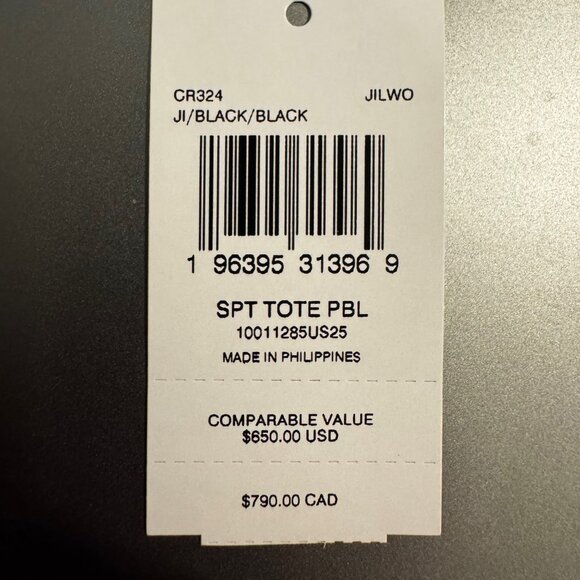 CR324 JILWO
JI/BLACK/BLACK
1 96395 31396 9
SPT TOTE PBL
10011285US25
MADE IN PHILIPPINES
COMPARABLE VALUE
$650.00 USD
$790.00 CAD